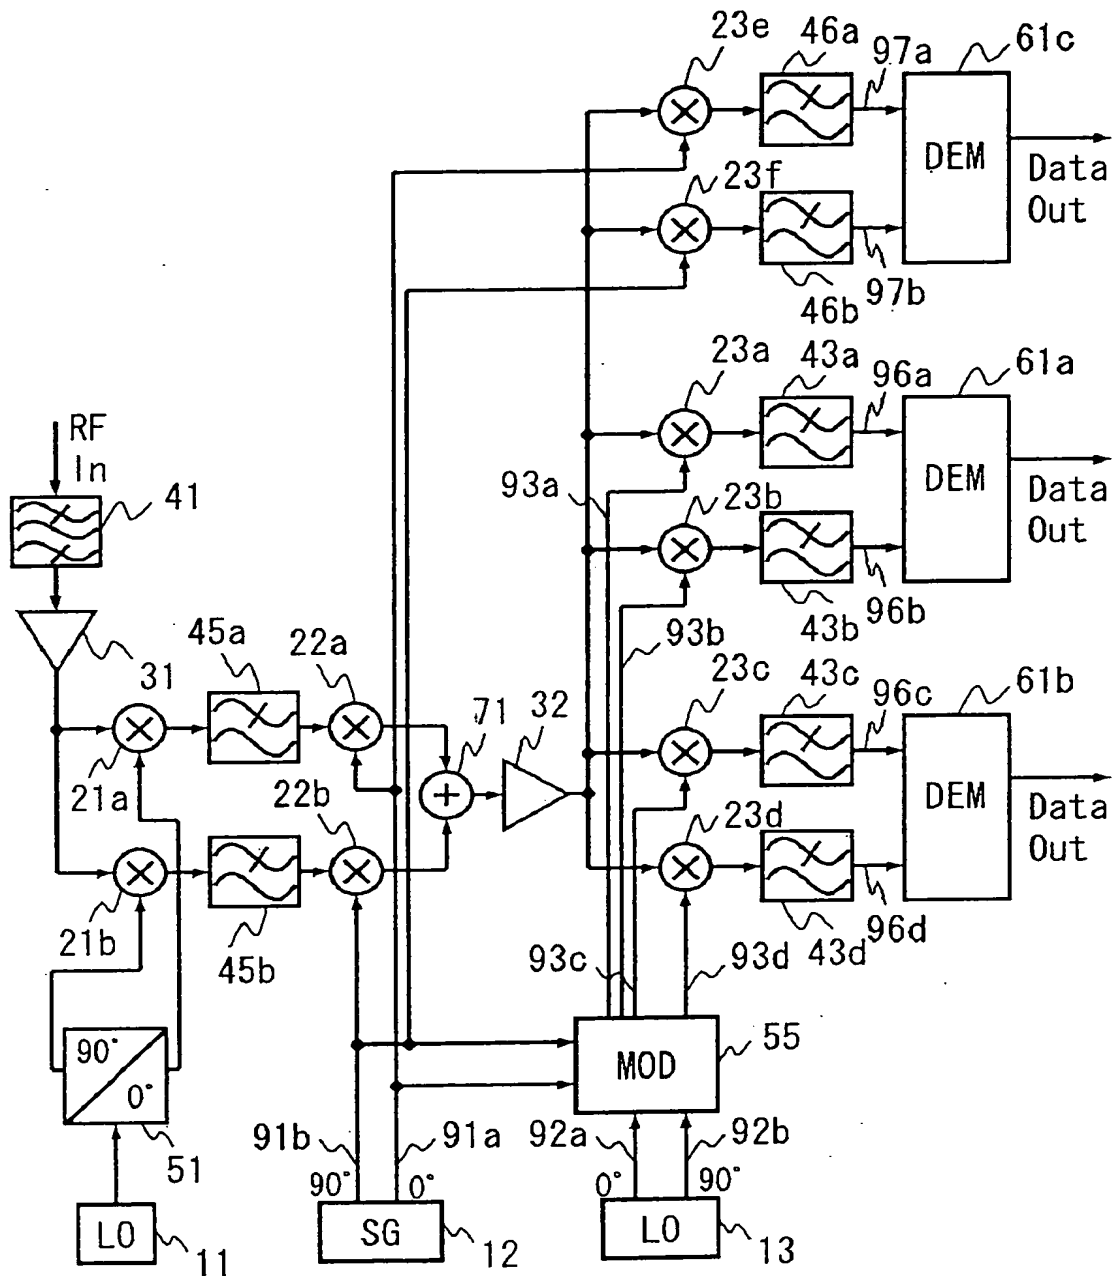 23e
46a
97a
61c
DEM
Data
Out
23f
46b
97b
23a
43a
96a
61a
RF
In
41
93a
23b
DEM
Data
Out
31
45a
22a
43b
96b
93b
23c
43c
96c
61b
71
32
21a
22b
23d
DEM
Data
Out
21b
45b
93c
93d
43d
96d
90°
0°
MOD
55
51
91b
91a
92a
92b
90°
0°
0°
90°
LO
11
SG
12
LO
13